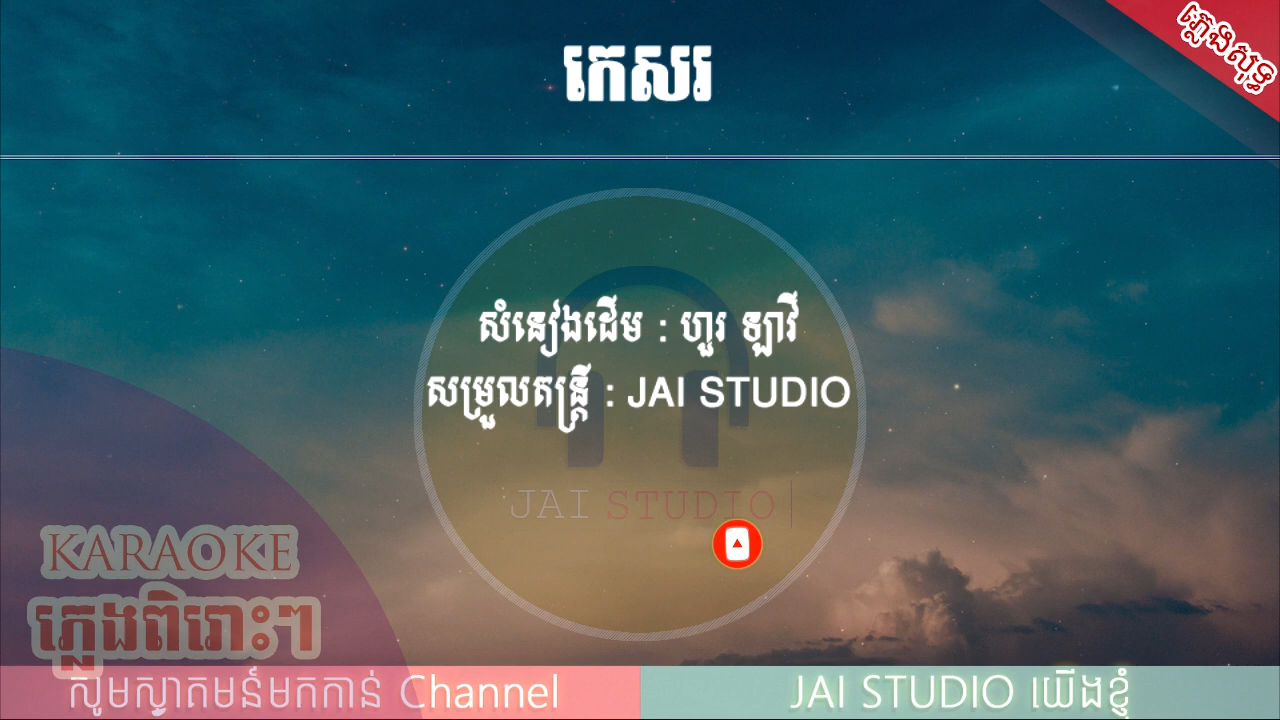 កេសរ
ភ្លេងសុទ្ធ
សំនៀងដើម : ហួរ ឡាវី
សម្រួលតន្ត្រី : JAI STUDIO
JAI STUDIO
KARAOKE
ភ្លេងពិរោះៗ
សូមស្វាគមន៍មកកាន់ Channel
JAI STUDIO យើងខ្ញុំ